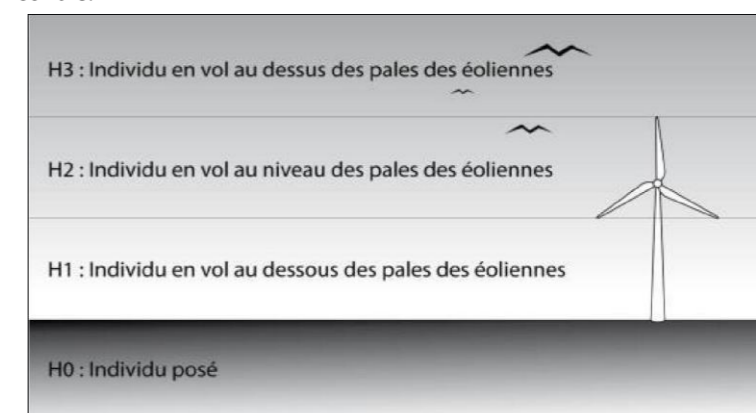 H3 : Individu en vol au dessus des pales des éoliennes
H2 : Individu en vol au niveau des pales des éoliennes
H1 : Individu en vol au dessous des pales des éoliennes
H0 : Individu posé